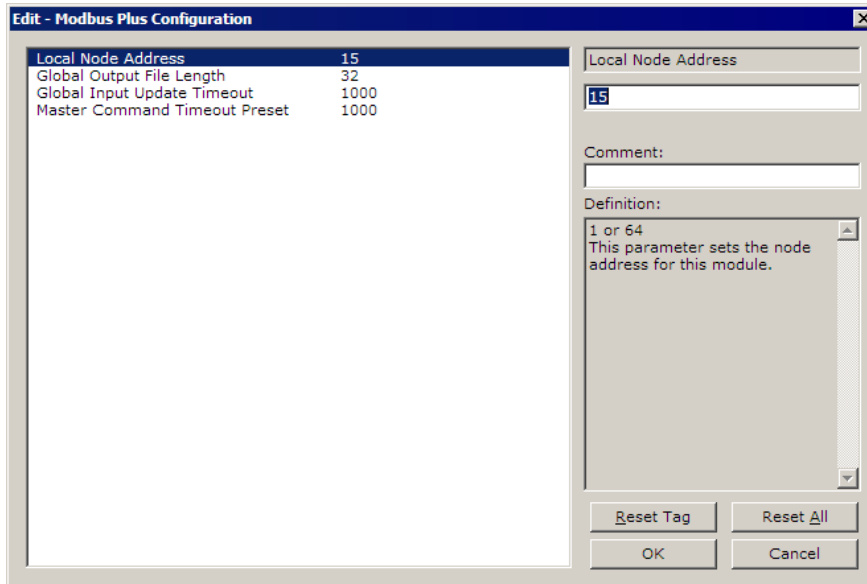 Edit - Modbus Plus Configuration
Local Node Address 15
Global Output File Length 32
Global Input Update Timeout 1000
Master Command Timeout Preset 1000
Local Node Address
15
Comment:
Definition:
1 or 64
This parameter sets the node
address for this module.
Reset Tag Reset All
OK Cancel